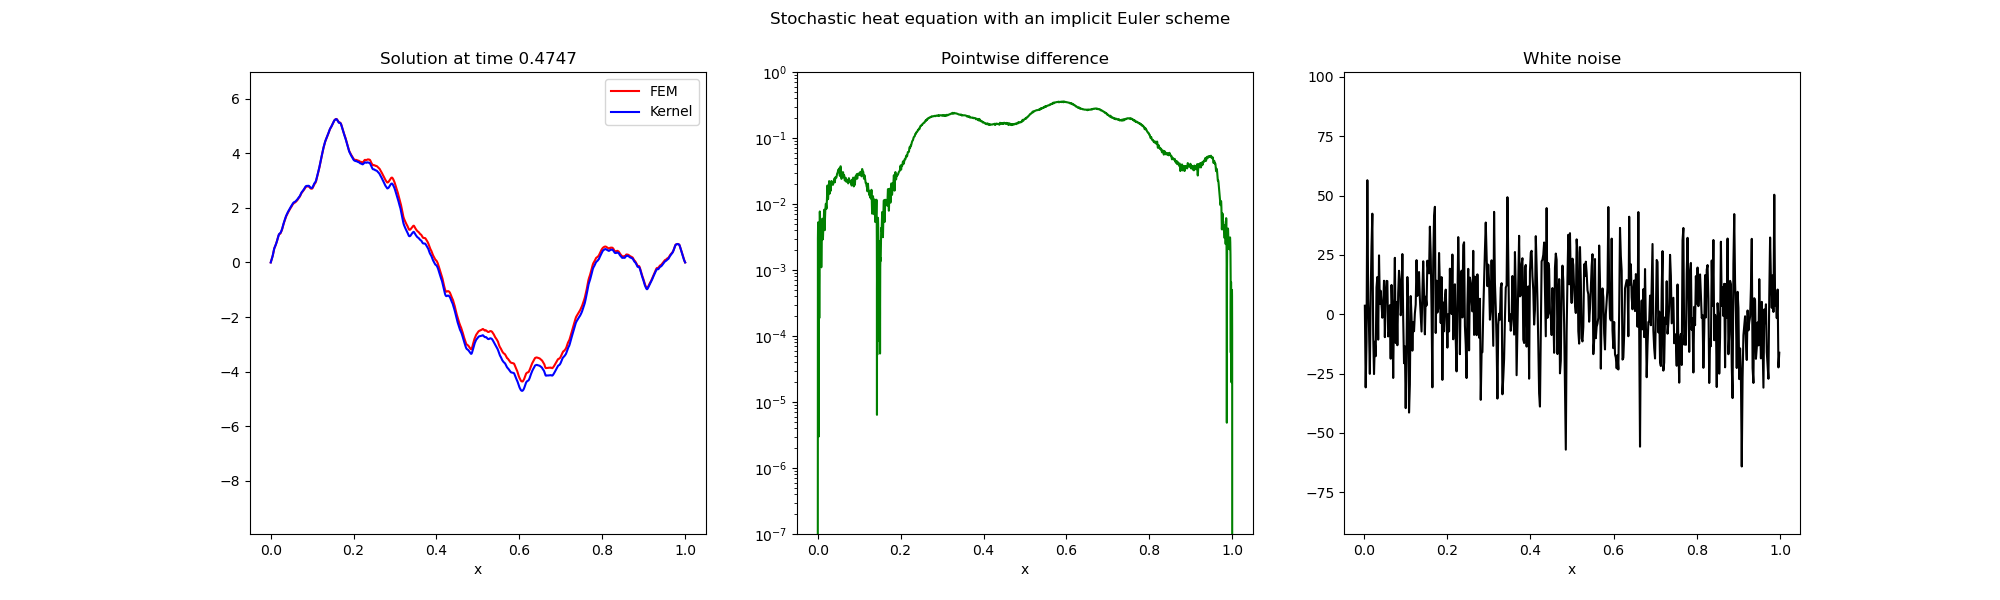 Stochastic heat equation with an implicit Euler scheme
Solution at time 0.4747
FEM
Kernel
6
4
2
0
−2
−4
−6
−8
0.0 0.2 0.4 0.6 0.8 1.0
x
Pointwise difference
10^0
10^−1
10^−2
10^−3
10^−4
10^−5
10^−6
10^−7
0.0 0.2 0.4 0.6 0.8 1.0
x
White noise
100
75
50
25
0
−25
−50
−75
0.0 0.2 0.4 0.6 0.8 1.0
x